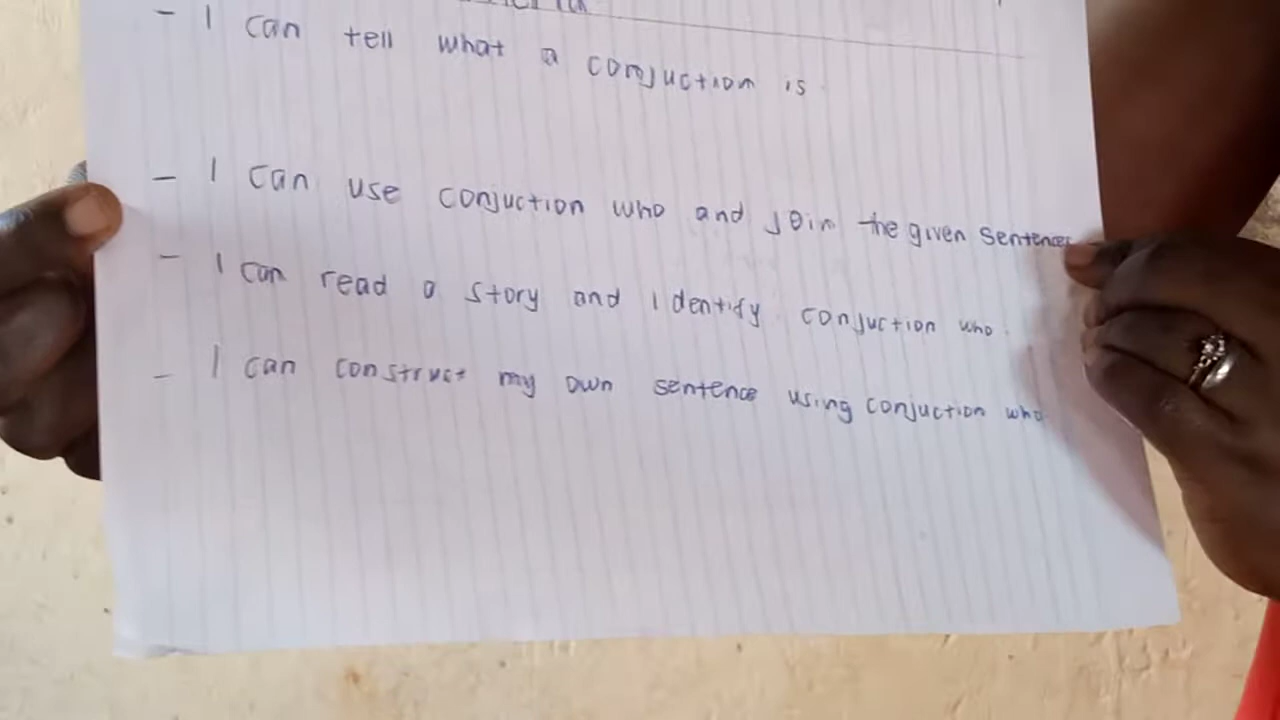 - I can tell what a conjuction is
- I can use conjuction who and join the given sentences
- I can read a story and identify conjuction who.
- I can construct my own sentence using conjuction who.